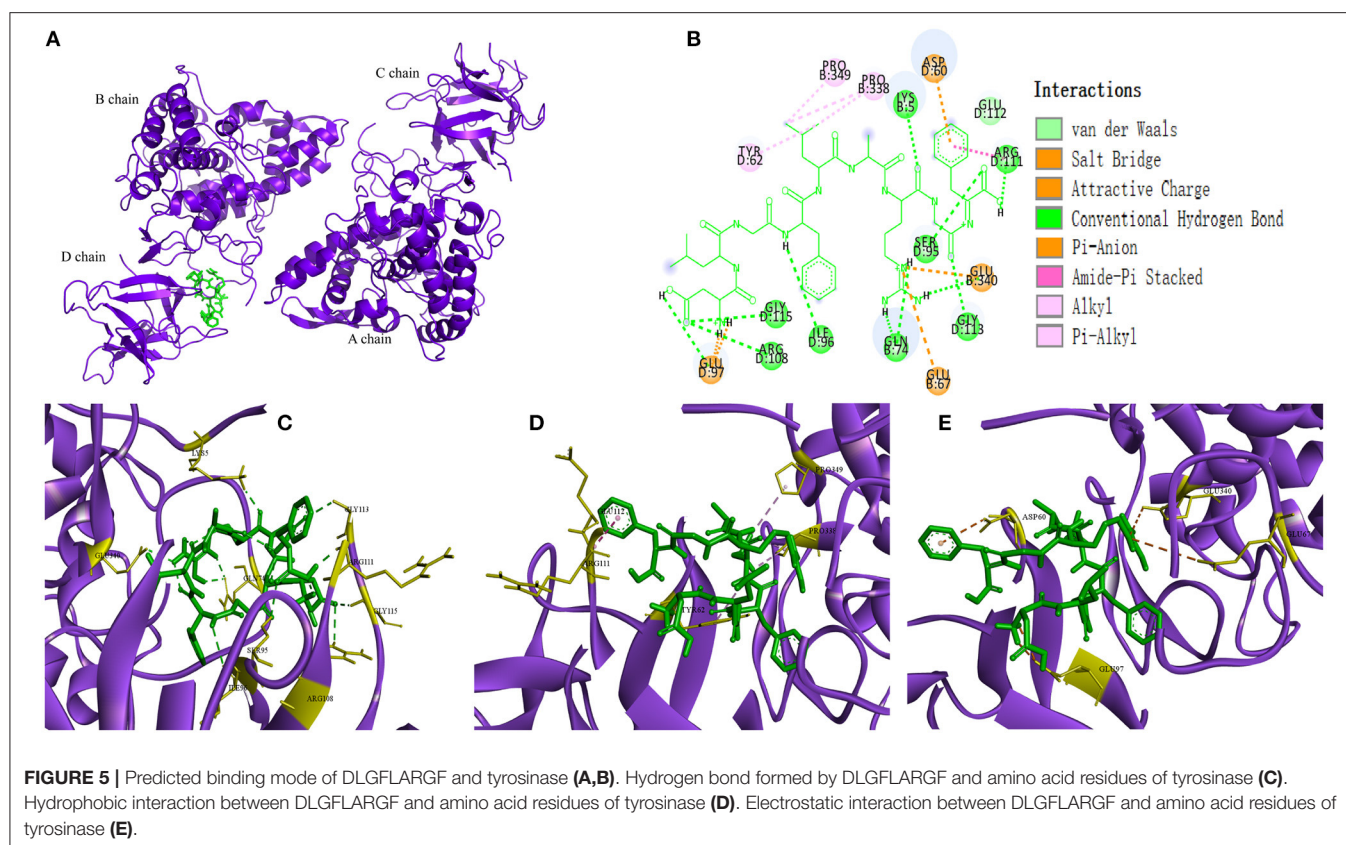 A
B chain
C chain
D chain
A chain
B
PRO
B:349
PRO
B:338
LYS
B:5
ASP
D:60
GLU
D:112
TYR
D:62
ARG
D:111
H
SER
D:95
H
H
GLU
B:340
H
H
GLY
D:115
ILE
D:96
GLN
B:74
GLY
D:113
H
H
ARG
D:108
GLU
D:97
GLU
B:67
Interactions
van der Waals
Salt Bridge
Attractive Charge
Conventional Hydrogen Bond
Pi-Anion
Amide-Pi Stacked
Alkyl
Pi-Alkyl
C
LYS5
GLY113
ARG111
GLY115
SER95
ARG108
D
PRO349
ARG111
TYR62
E
GLU340
ASP60
GLU67
GLU97
FIGURE 5 | Predicted binding mode of DLGFLARGF and tyrosinase (A,B). Hydrogen bond formed by DLGFLARGF and amino acid residues of tyrosinase (C).
Hydrophobic interaction between DLGFLARGF and amino acid residues of tyrosinase (D). Electrostatic interaction between DLGFLARGF and amino acid residues of
tyrosinase (E).